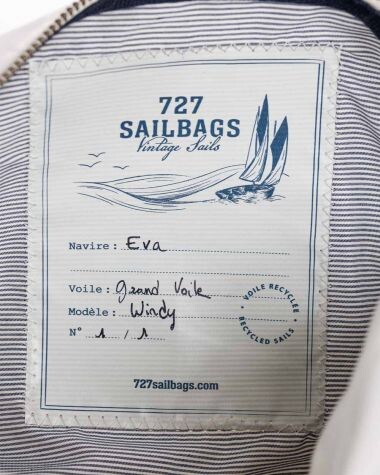 727
SAILBAGS
Vintage Sails
Navire : Eva
Voile : Grand Voile
Modèle : Windy
N° 1 / 1
• VOILE RECYCLÉE •
RECYCLED SAILS
727sailbags.com